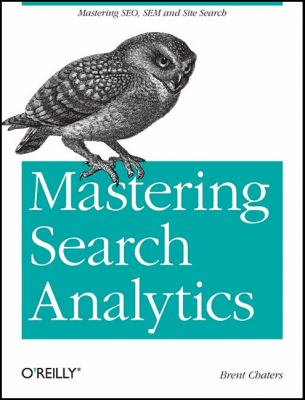 Mastering SEO, SEM and Site Search
Mastering
Search
Analytics
O'REILLY®
Brent Chaters